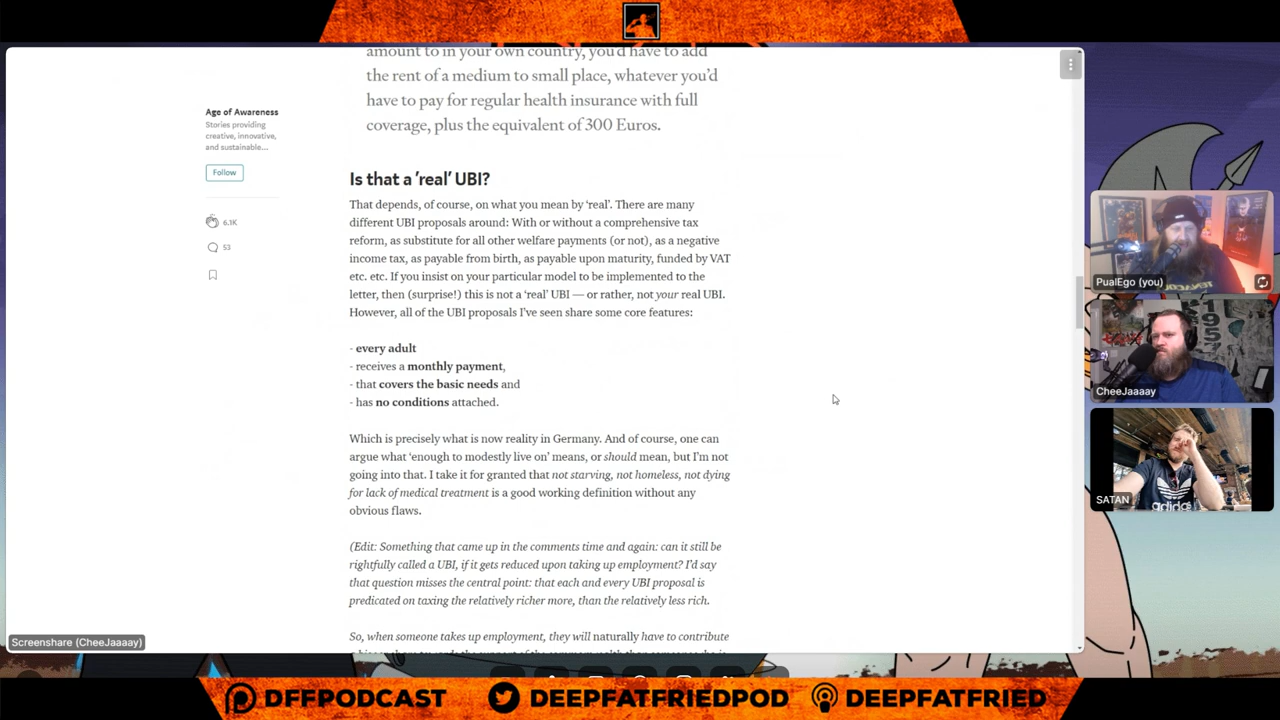 amount to in your own country, you'd have to add
the rent of a medium to small place, whatever you'd
have to pay for regular health insurance with full
coverage, plus the equivalent of 300 Euros.
Age of Awareness
Stories providing
creative, innovative,
and sustainable...
Follow
6.1K
53
Is that a 'real' UBI?
That depends, of course, on what you mean by 'real'. There are many
different UBI proposals around: With or without a comprehensive tax
reform, as substitute for all other welfare payments (or not), as a negative
income tax, as payable from birth, as payable upon maturity, funded by VAT
etc. etc. If you insist on your particular model to be implemented to the
letter, then (surprise!) this is not a 'real' UBI — or rather, not your real UBI.
However, all of the UBI proposals I've seen share some core features:
- every adult
- receives a monthly payment,
- that covers the basic needs and
- has no conditions attached.
Which is precisely what is now reality in Germany. And of course, one can
argue what 'enough to modestly live on' means, or should mean, but I'm not
going into that. I take it for granted that not starving, not homeless, not dying
for lack of medical treatment is a good working definition without any
obvious flaws.
(Edit: Something that came up in the comments time and again: can it still be
rightfully called a UBI, if it gets reduced upon taking up employment? I'd say
that question misses the central point: that each and every UBI proposal is
predicated on taxing the relatively richer more, than the relatively less rich.
So, when someone takes up employment, they will naturally have to contribute
Screenshare (CheeJaaaay)
PualEgo (you)
CheeJaaaay
SATAN
adidas
DFFPODCAST
DEEPFATFRIEDPOD
DEEPFATFRIED